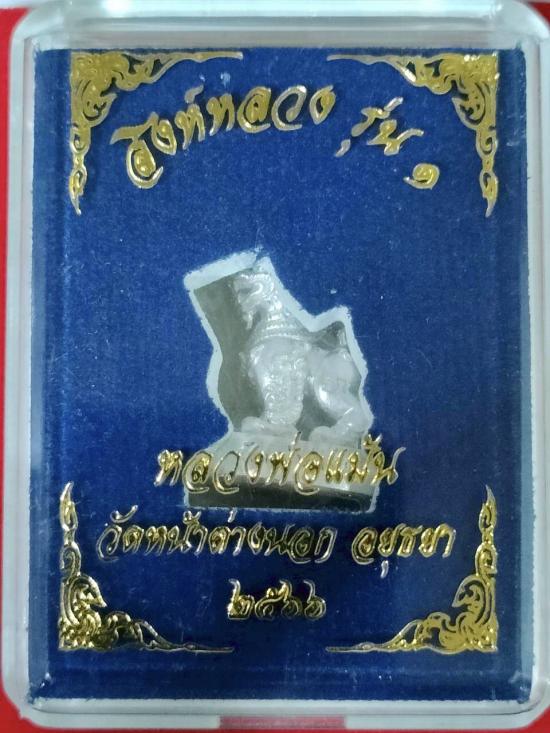 สิงห์หลวง รุ่น ๑
หลวงพ่อแม้น
วัดหน้าต่างนอก อยุธยา
๒๕๖๖